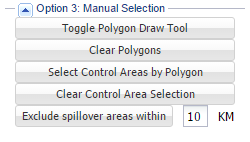 Option 3: Manual Selection
Toggle Polygon Draw Tool
Clear Polygons
Select Control Areas by Polygon
Clear Control Area Selection
Exclude spillover areas within 10 KM